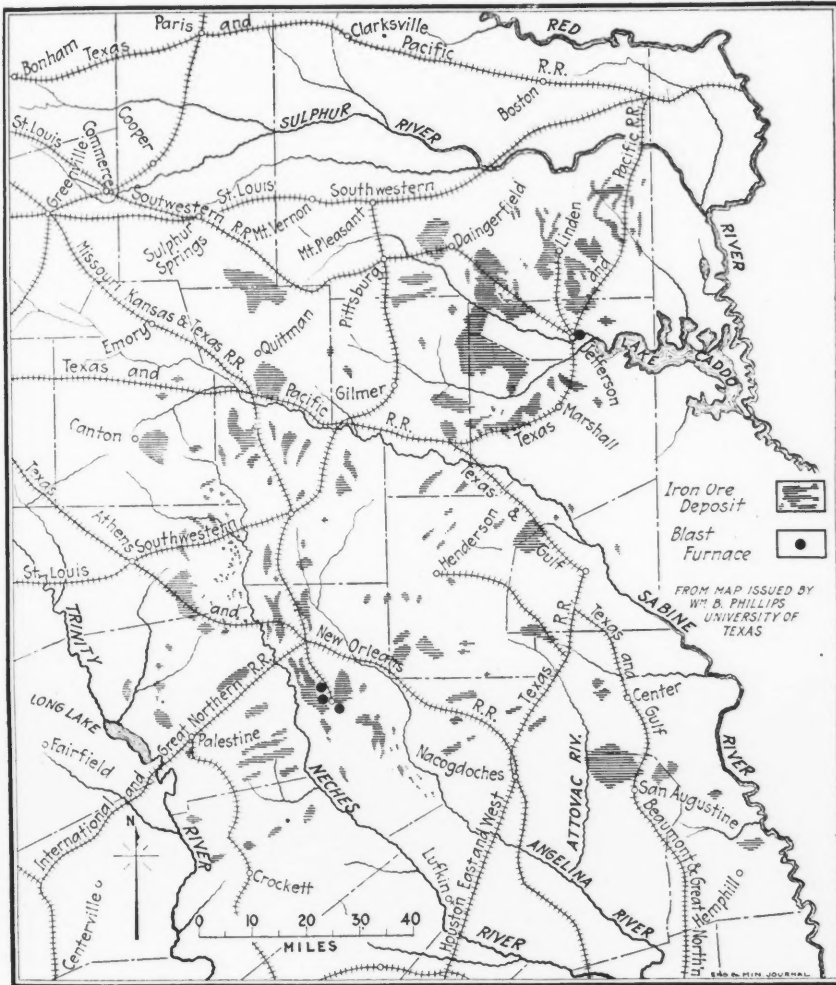 RED
Paris and
Clarksville
Bonham Texas
Pacific
R.R.
Boston
SULPHUR RIVER
Pacific R.R.
St. Louis
Commerce
Cooper
Greenville
Soutwestern R.R.
St. Louis Southwestern
Mt. Vernon
Mt. Pleasant
Sulphur
Springs
Daingerfield
Linden
and
RIVER
Missouri Kansas & Texas R.R.
Pittsburg
Emory
Quitman
Jefferson
LAKE CADDO
Texas and Pacific R.R.
Gilmer
Texas
Marshall
Canton
Texas
Athens
Southwestern
St. Louis
and
Texas & Gulf
Henderson
Iron Ore
Deposit
Blast
Furnace
FROM MAP ISSUED BY
WM B. PHILLIPS
UNIVERSITY OF
TEXAS
SABINE
RIVER
TRINITY
RIVER
New Orleans
R.R.
Texas
R.R.
Texas and Gulf
Center
LONG LAKE
Fairfield
International and Great Northern R.R.
Palestine
NECHES
RIVER
Nacogdoches
ATTOVAC RIV.
San Augustine
N
Crockett
Centerville
Lufkin
Houston East and West
ANGELINA
RIVER
Beaumont & Great North'n
Hemphill
0 10 20 30 40
MILES
ENG & MIN. JOURNAL